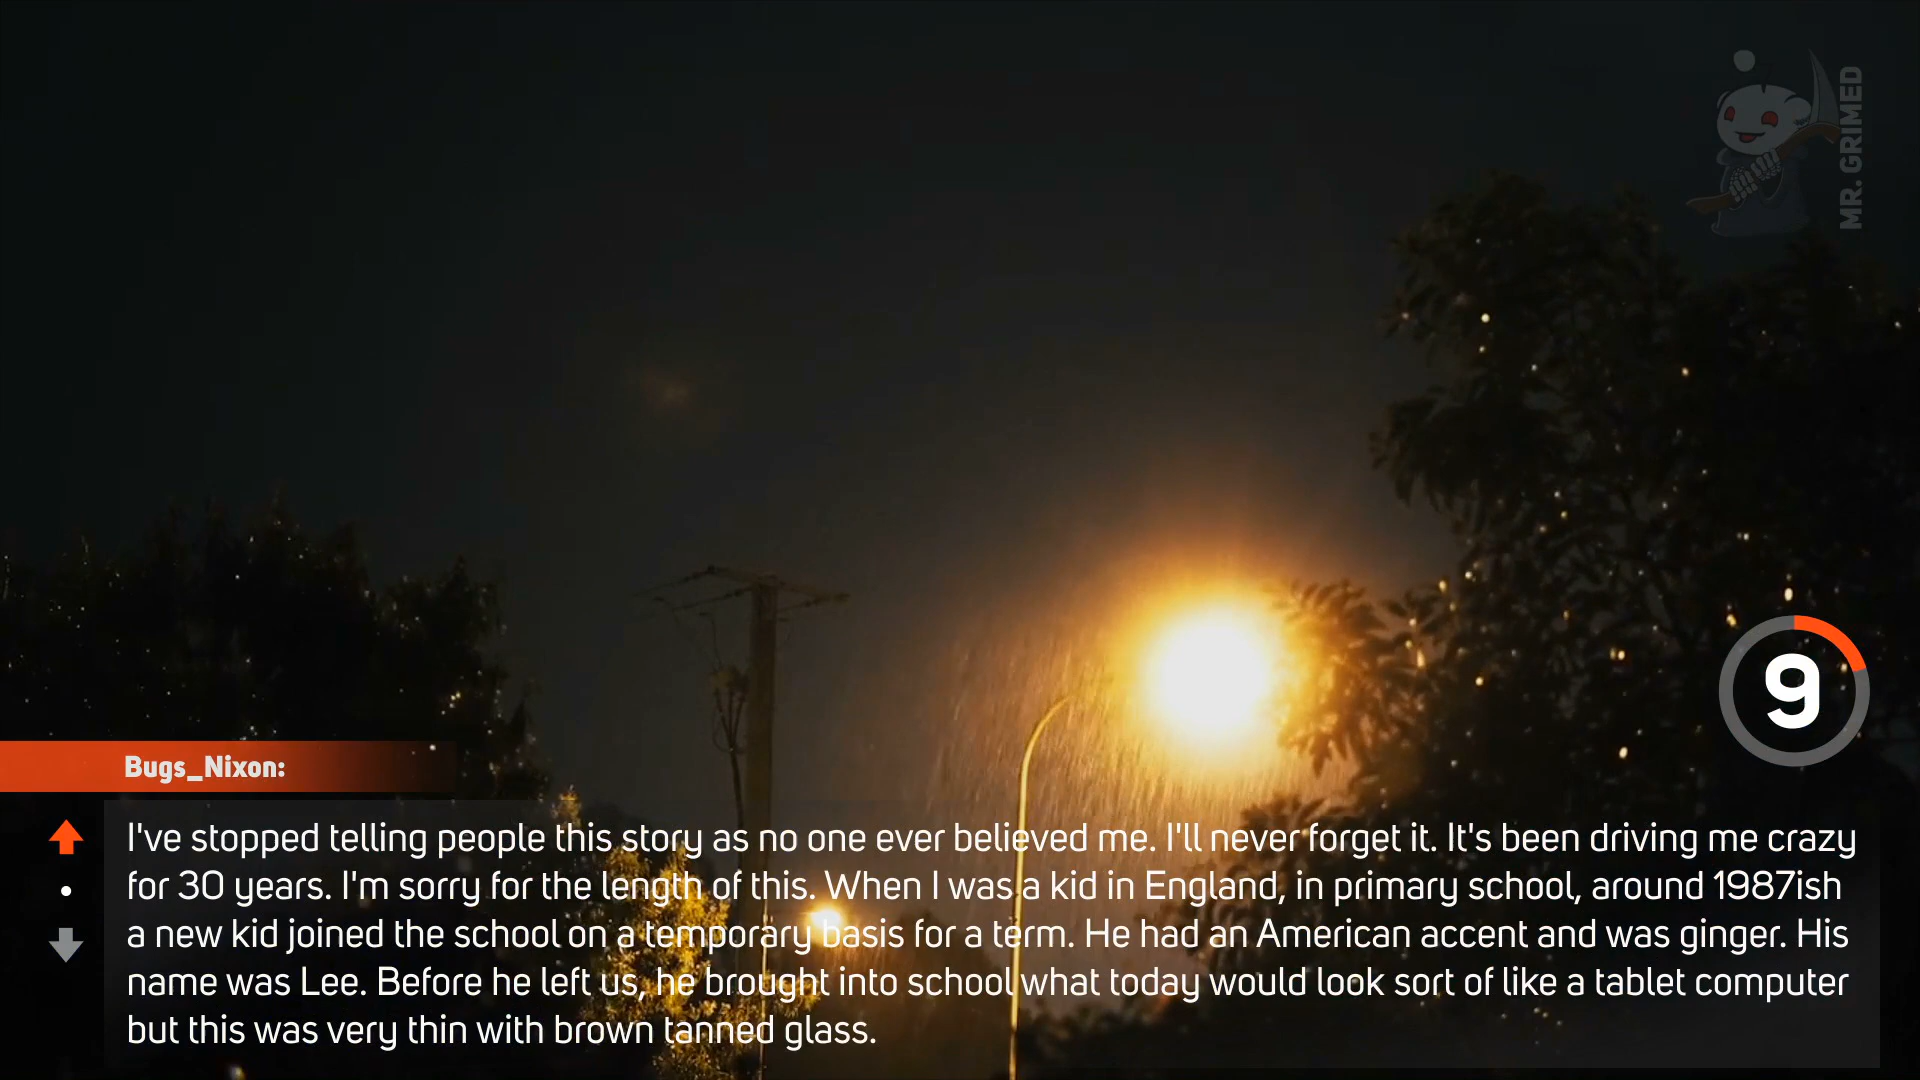 MR. GRIMED
9
Bugs_Nixon:
I've stopped telling people this story as no one ever believed me. I'll never forget it. It's been driving me crazy
for 30 years. I'm sorry for the length of this. When I was a kid in England, in primary school, around 1987ish
a new kid joined the school on a temporary basis for a term. He had an American accent and was ginger. His
name was Lee. Before he left us, he brought into school what today would look sort of like a tablet computer
but this was very thin with brown tanned glass.